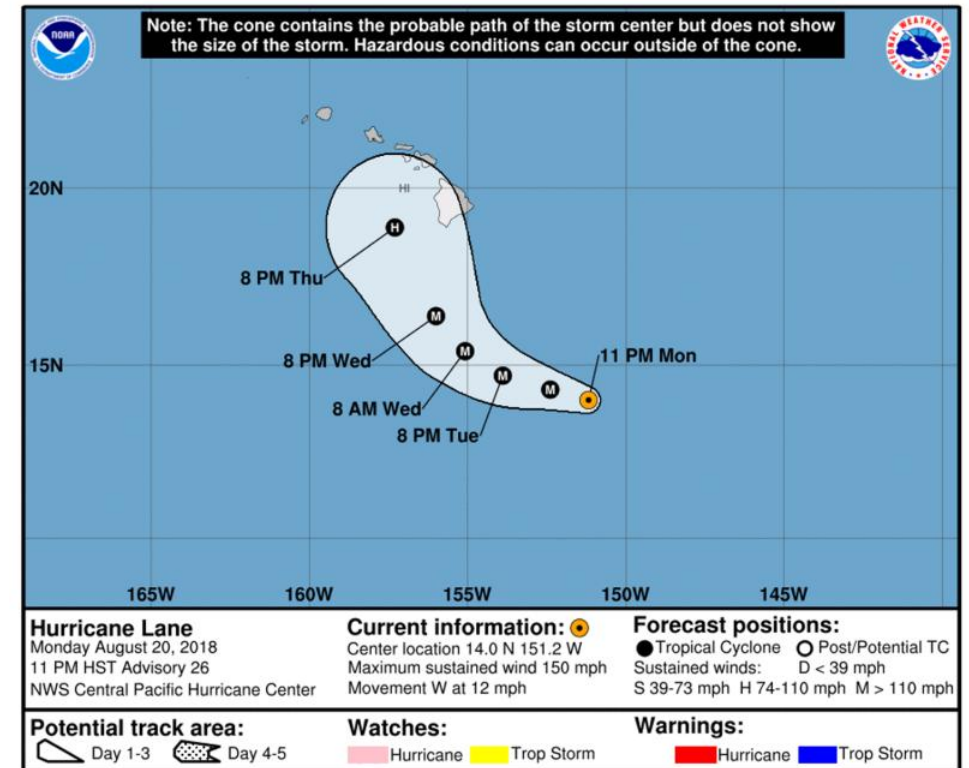 Note: The cone contains the probable path of the storm center but does not show
the size of the storm. Hazardous conditions can occur outside of the cone.
NOAA
NATIONAL WEATHER SERVICE
20N
HI
H
8 PM Thu
M
8 PM Wed
15N
M
8 AM Wed
M
8 PM Tue
M
11 PM Mon
165W 160W 155W 150W 145W
Hurricane Lane
Monday August 20, 2018
11 PM HST Advisory 26
NWS Central Pacific Hurricane Center
Current information:
Center location 14.0 N 151.2 W
Maximum sustained wind 150 mph
Movement W at 12 mph
Forecast positions:
Tropical Cyclone Post/Potential TC
Sustained winds: D < 39 mph
S 39-73 mph H 74-110 mph M > 110 mph
Potential track area:
Day 1-3 Day 4-5
Watches:
Hurricane Trop Storm
Warnings:
Hurricane Trop Storm